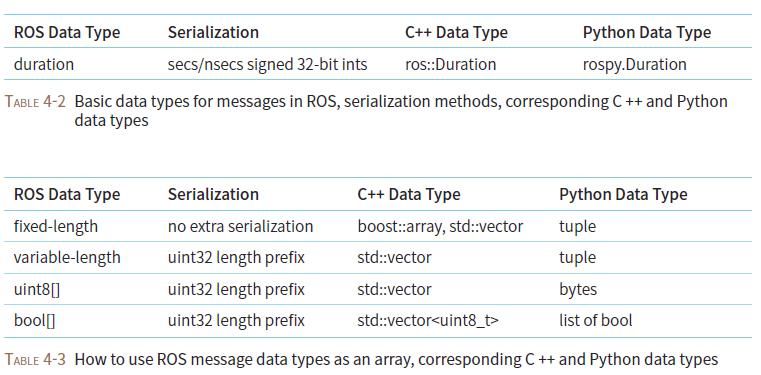 ROS Data Type Serialization C++ Data Type Python Data Type
duration secs/nsecs signed 32-bit ints ros::Duration rospy.Duration
TABLE 4-2 Basic data types for messages in ROS, serialization methods, corresponding C ++ and Python
data types
ROS Data Type Serialization C++ Data Type Python Data Type
fixed-length no extra serialization boost::array, std::vector tuple
variable-length uint32 length prefix std::vector tuple
uint8[] uint32 length prefix std::vector bytes
bool[] uint32 length prefix std::vector<uint8_t> list of bool
TABLE 4-3 How to use ROS message data types as an array, corresponding C ++ and Python data types